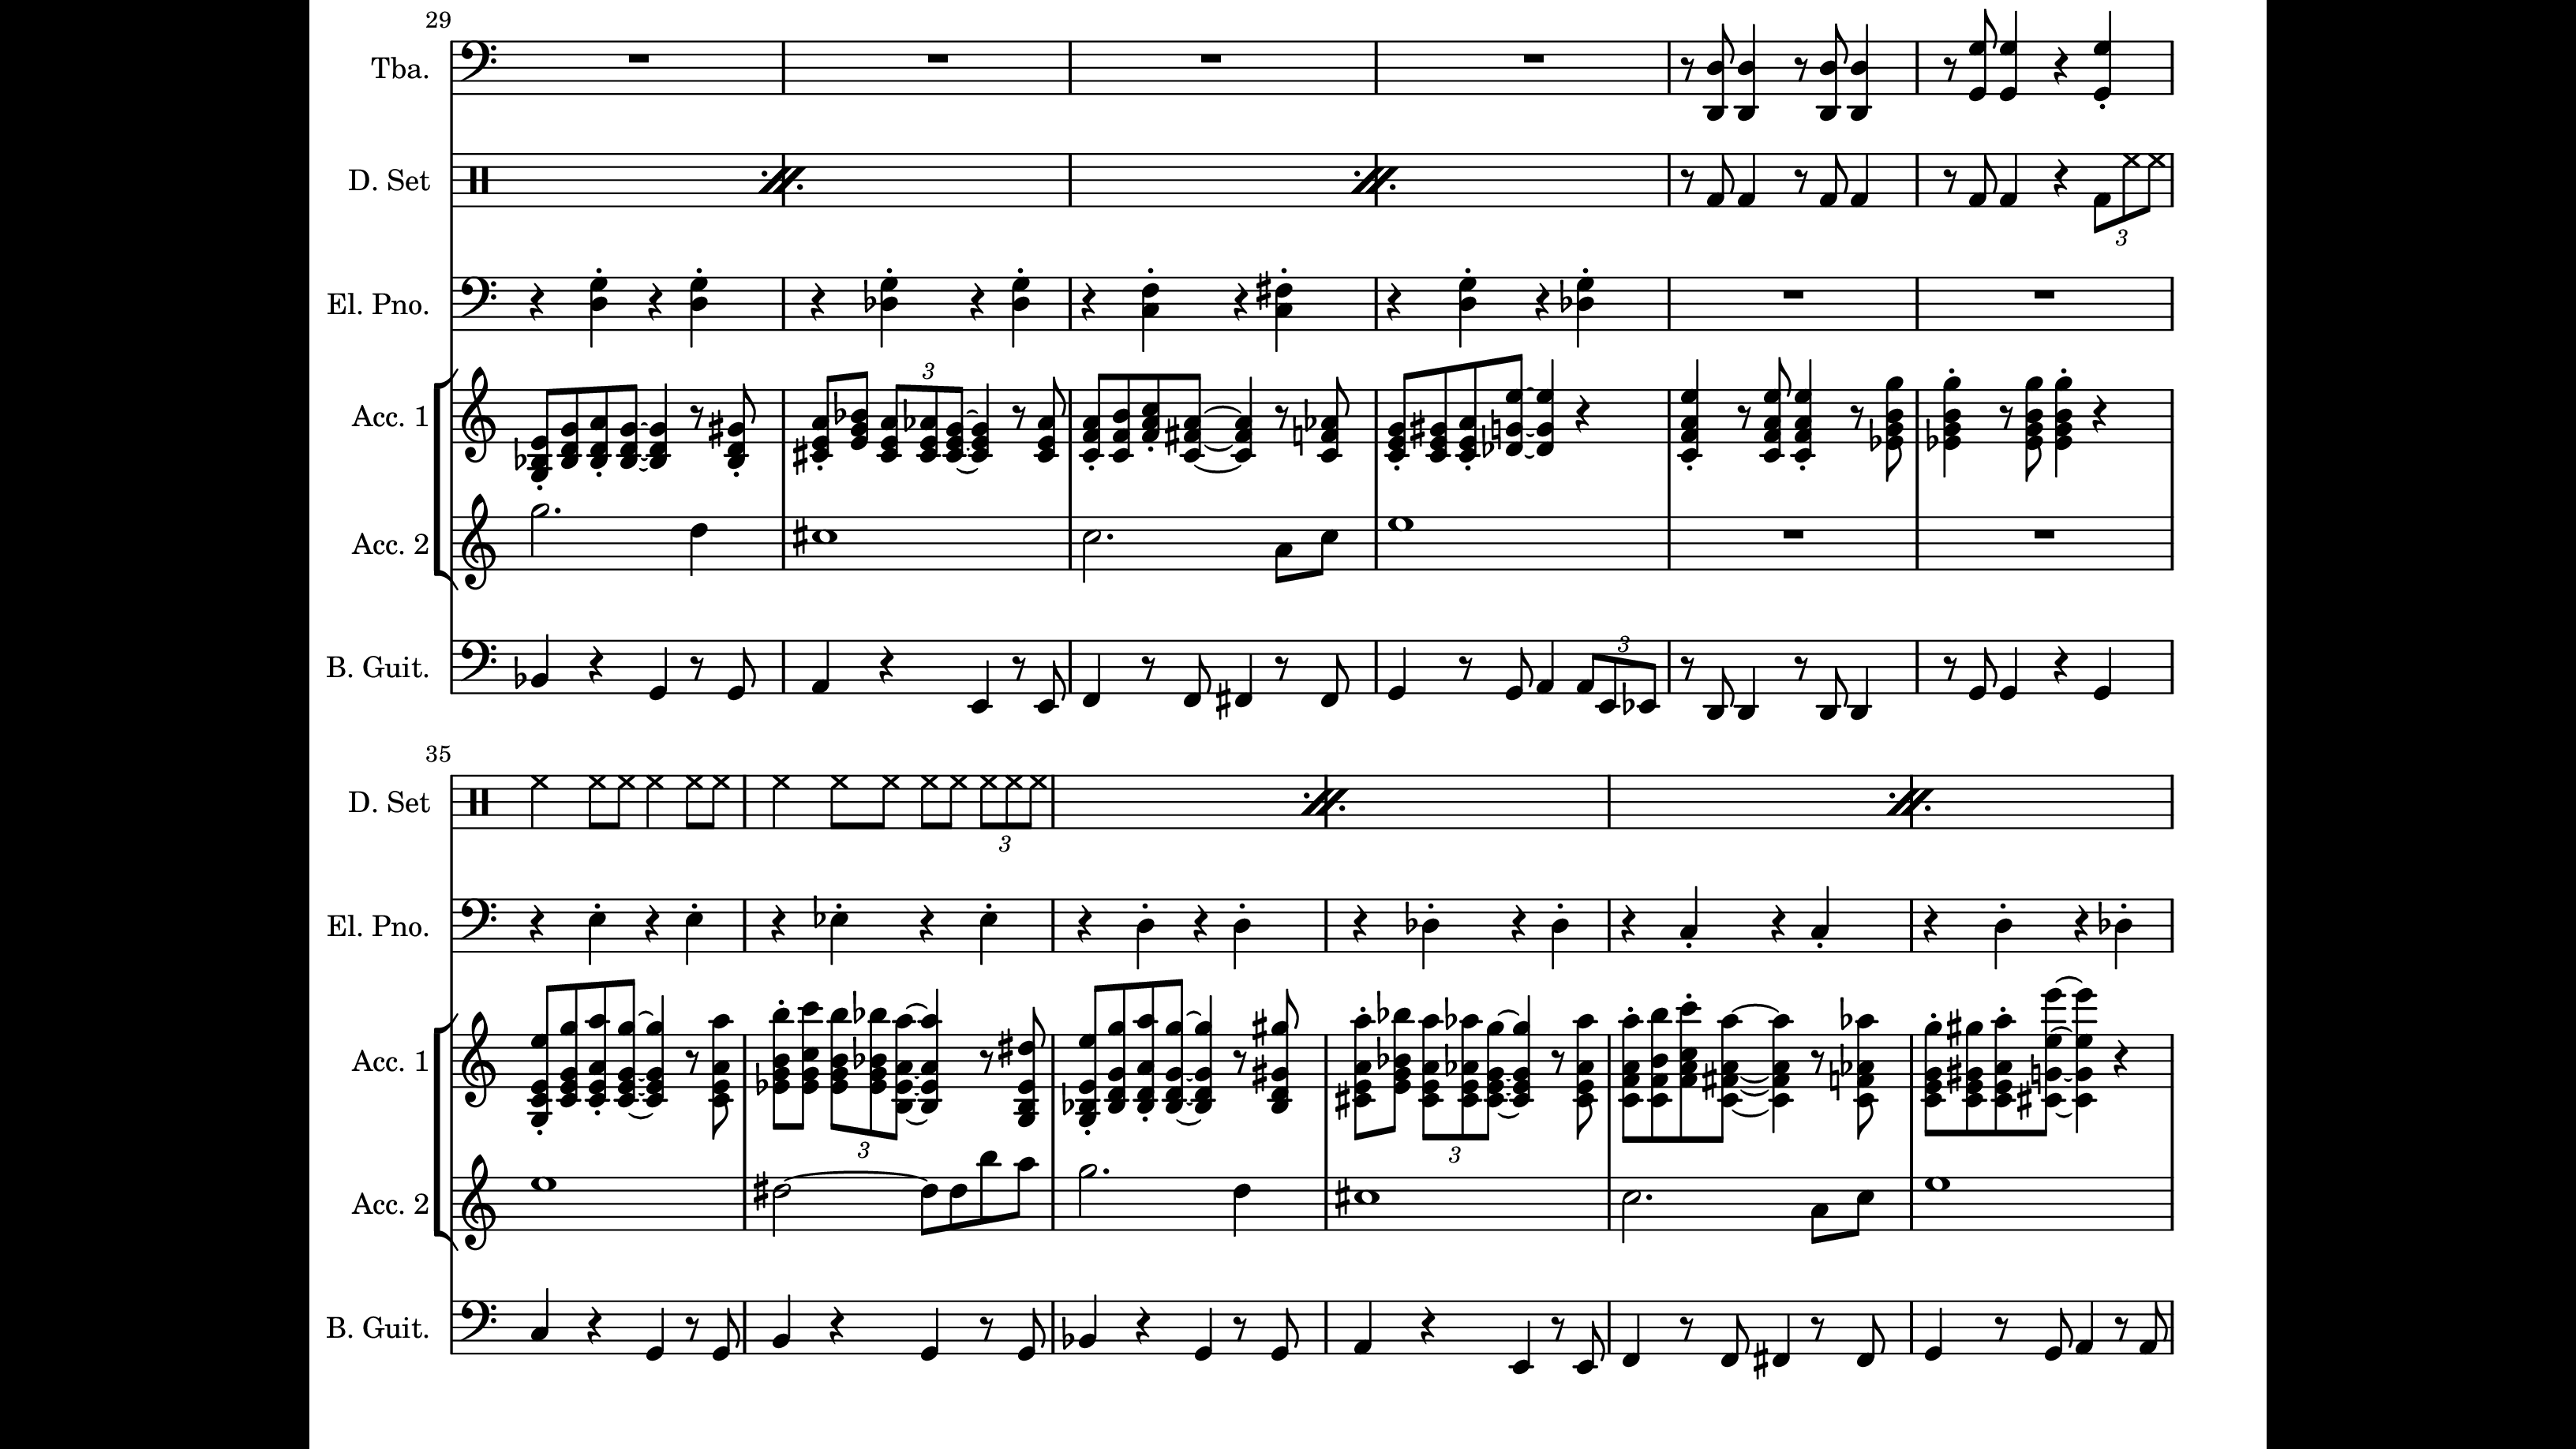 29
Tba.
D. Set
3
El. Pno.
3
Acc. 1
Acc. 2
3
B. Guit.
35
D. Set
3
El. Pno.
Acc. 1
3
3
Acc. 2
B. Guit.